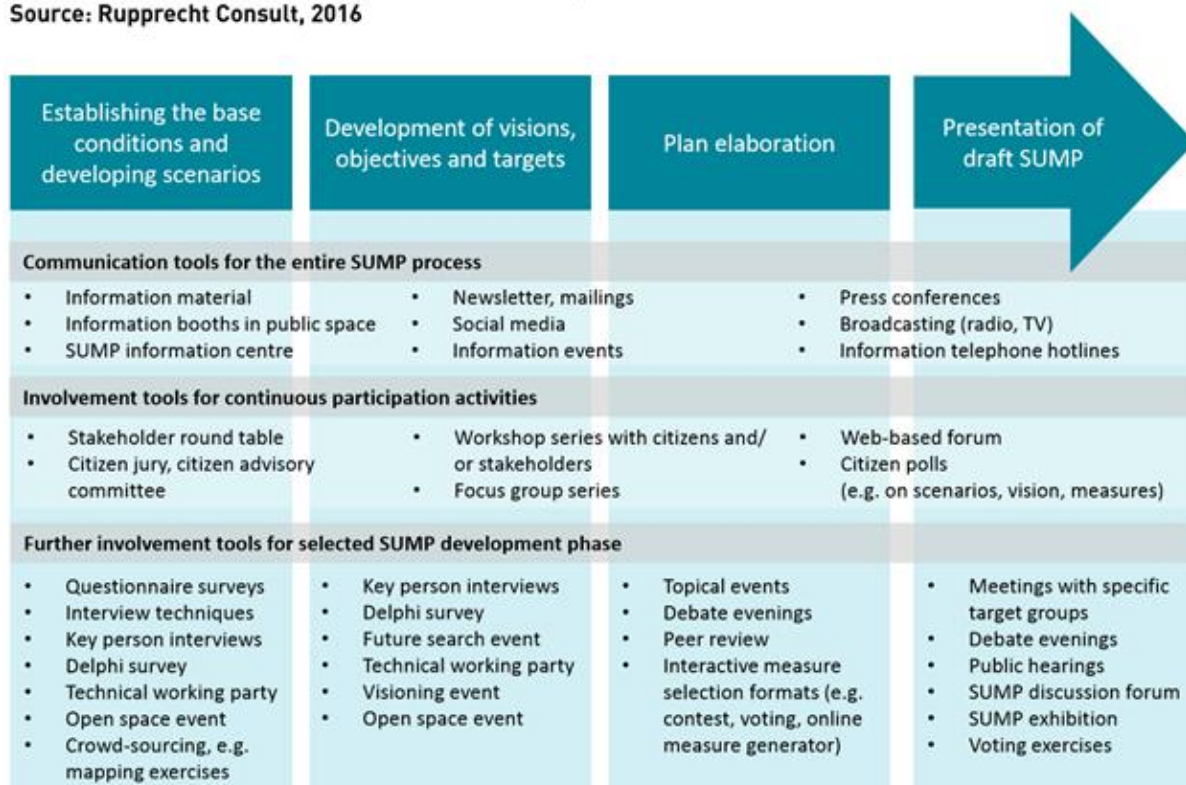 Source: Rupprecht Consult, 2016
Establishing the base
conditions and
developing scenarios
Development of visions,
objectives and targets
Plan elaboration
Presentation of
draft SUMP
Communication tools for the entire SUMP process
• Information material
• Information booths in public space
• SUMP information centre
• Newsletter, mailings
• Social media
• Information events
• Press conferences
• Broadcasting (radio, TV)
• Information telephone hotlines
Involvement tools for continuous participation activities
• Stakeholder round table
• Citizen jury, citizen advisory
committee
• Workshop series with citizens and/
or stakeholders
• Focus group series
• Web-based forum
• Citizen polls
(e.g. on scenarios, vision, measures)
Further involvement tools for selected SUMP development phase
• Questionnaire surveys
• Interview techniques
• Key person interviews
• Delphi survey
• Technical working party
• Open space event
• Crowd-sourcing, e.g.
mapping exercises
• Key person interviews
• Delphi survey
• Future search event
• Technical working party
• Visioning event
• Open space event
• Topical events
• Debate evenings
• Peer review
• Interactive measure
selection formats (e.g.
contest, voting, online
measure generator)
• Meetings with specific
target groups
• Debate evenings
• Public hearings
• SUMP discussion forum
• SUMP exhibition
• Voting exercises